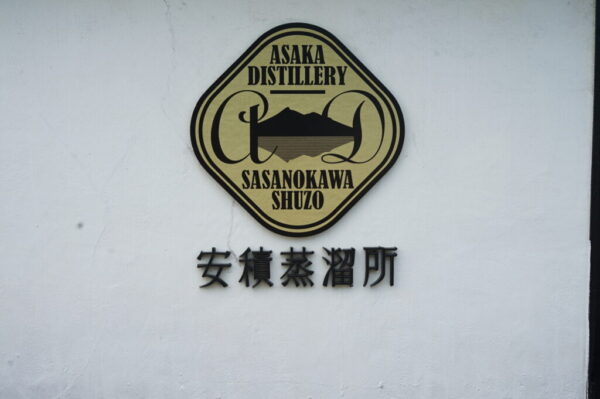 ASAKA
DISTILLERY
a D
SASANOKAWA
SHUZO
安積蒸溜所